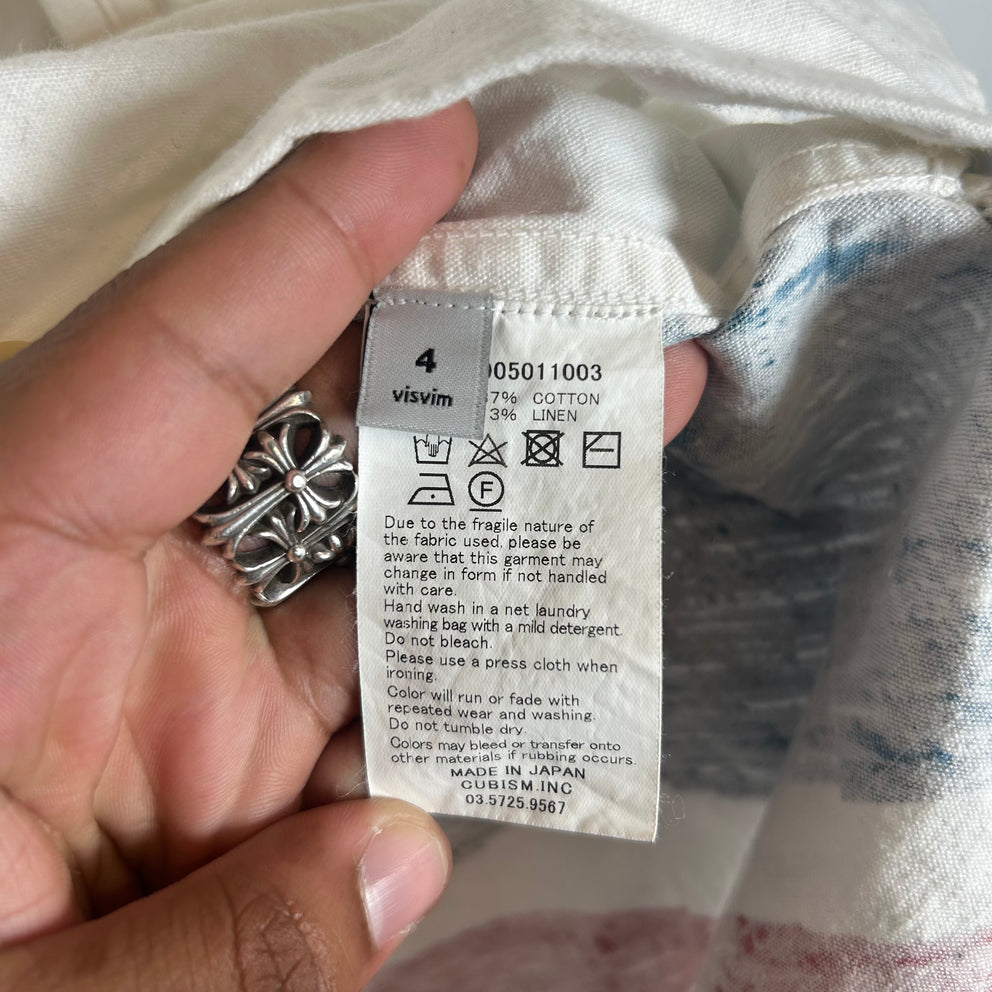 4
visvim
05011003
7% COTTON
3% LINEN
F
Due to the fragile nature of
the fabric used, please be
aware that this garment may
change in form if not handled
with care.
Hand wash in a net laundry
washing bag with a mild detergent.
Do not bleach.
Please use a press cloth when
ironing.
Color will run or fade with
repeated wear and washing.
Do not tumble dry.
Colors may bleed or transfer onto
other materials if rubbing occurs.
MADE IN JAPAN
CUBISM.INC
03.5725.9567